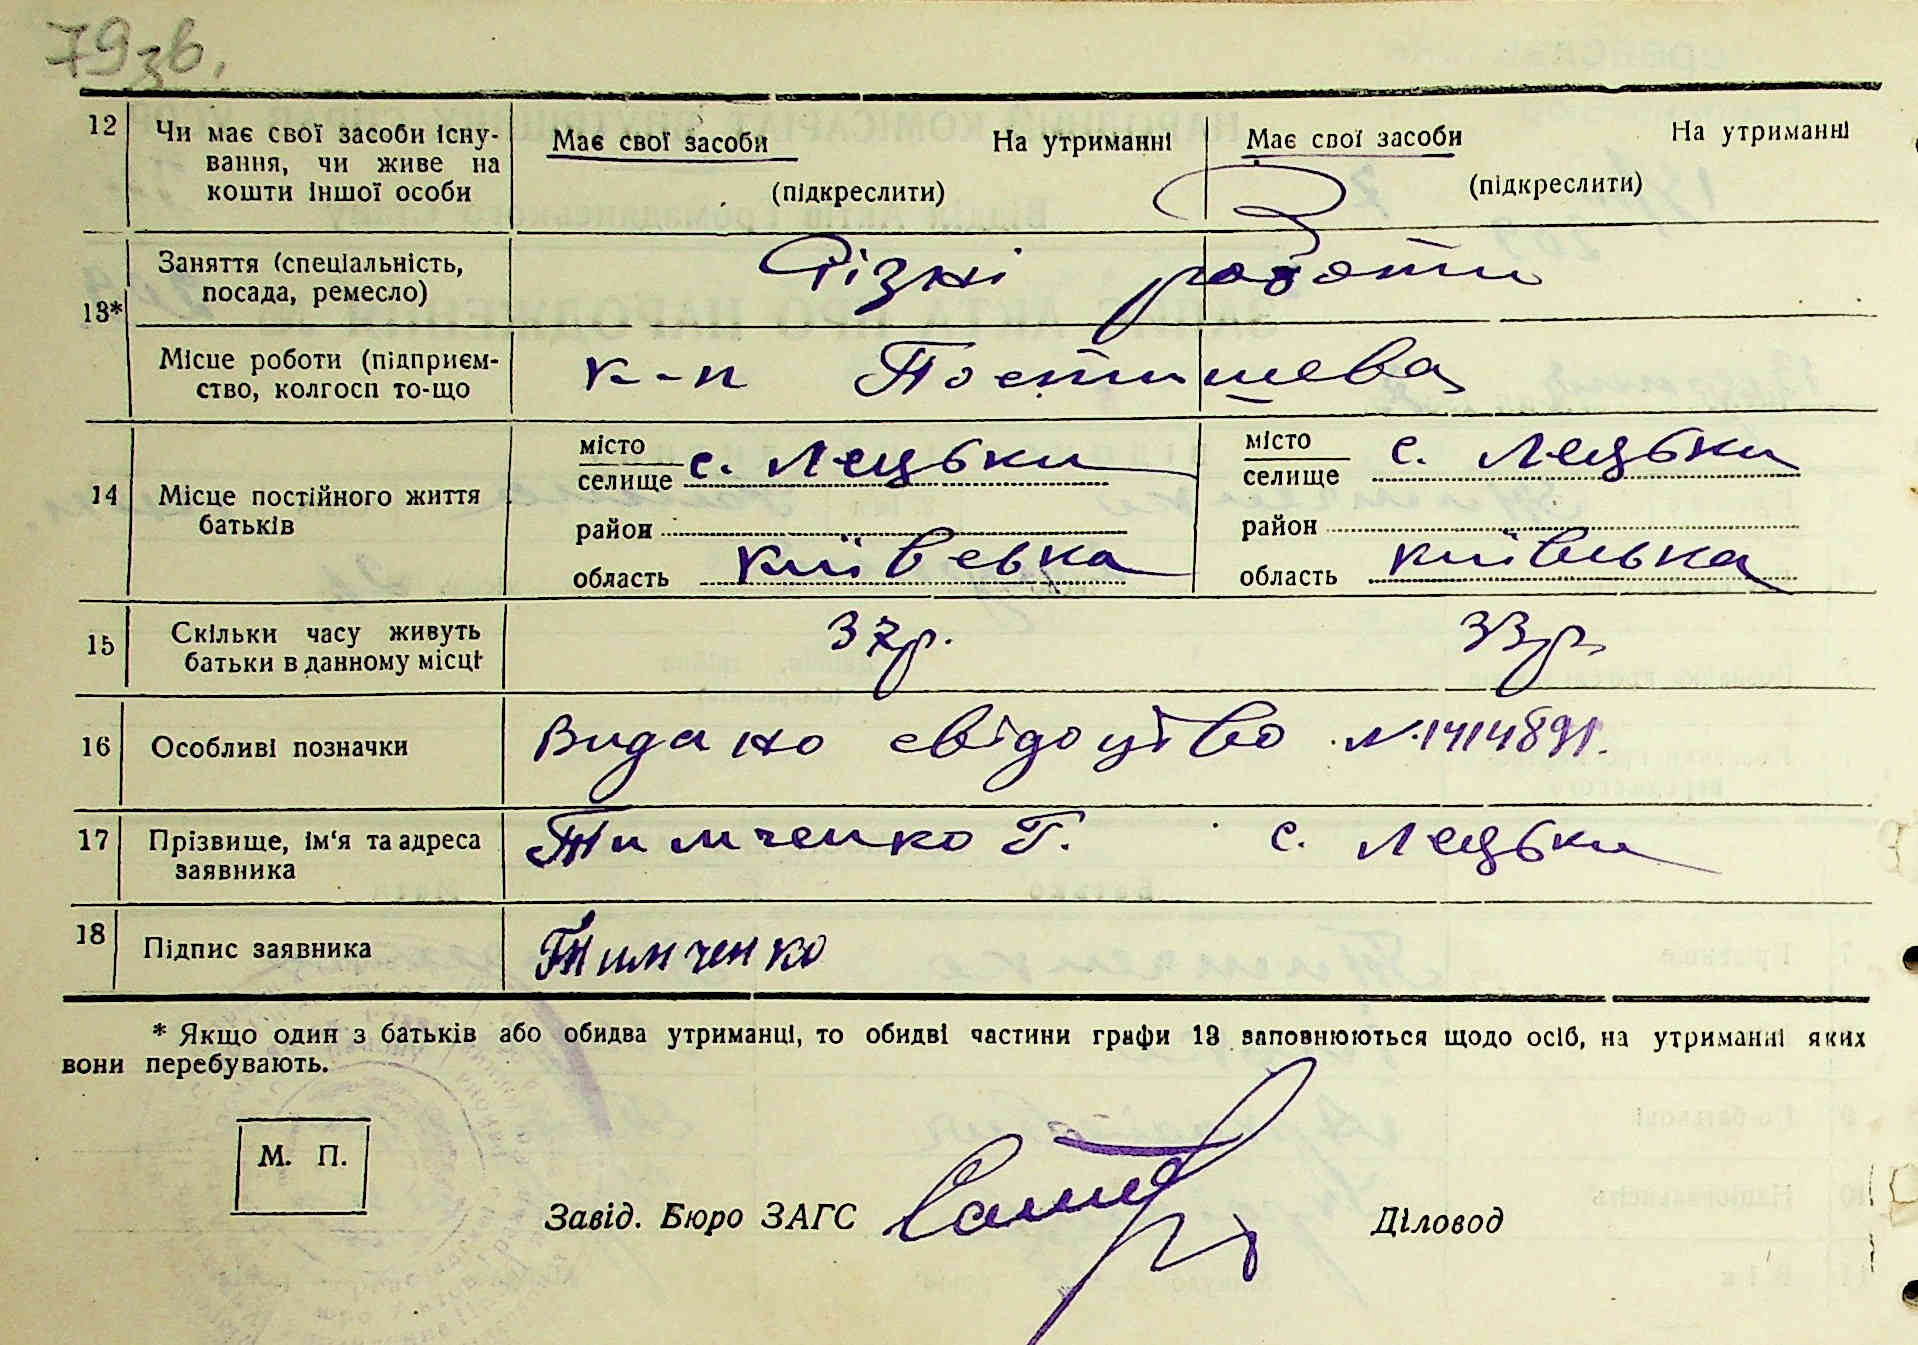 79зв.
12 Чи має свої засоби існу- Має свої засоби На утриманні Має свої засоби На утриманні
вання, чи живе на
кошти іншої особи (підкреслити) (підкреслити)
Заняття (спеціальність, Різні роботи
посада, ремесло)
13*
Місце роботи (підприєм- к-п Постишева
ство, колгосп то-що
14 Місце постійного життя батьків
місто с. Лецьки місто с. Лецьки
селище селище
район район
область київська область київська
15 Скільки часу живуть 37р. 33р.
батьки в данному місці
16 Особливі позначки Видано свідоцтво N.1414891.
17 Прізвище, ім'я та адреса Тимченко Г. с. Лецьки
заявника
18 Підпис заявника Тимченко
* Якщо один з батьків або обидва утриманці, то обидві частини графи 13 заповнюються щодо осіб, на утриманні яких
вони перебувають.
М. П.
Завід. Бюро ЗАГС Діловод